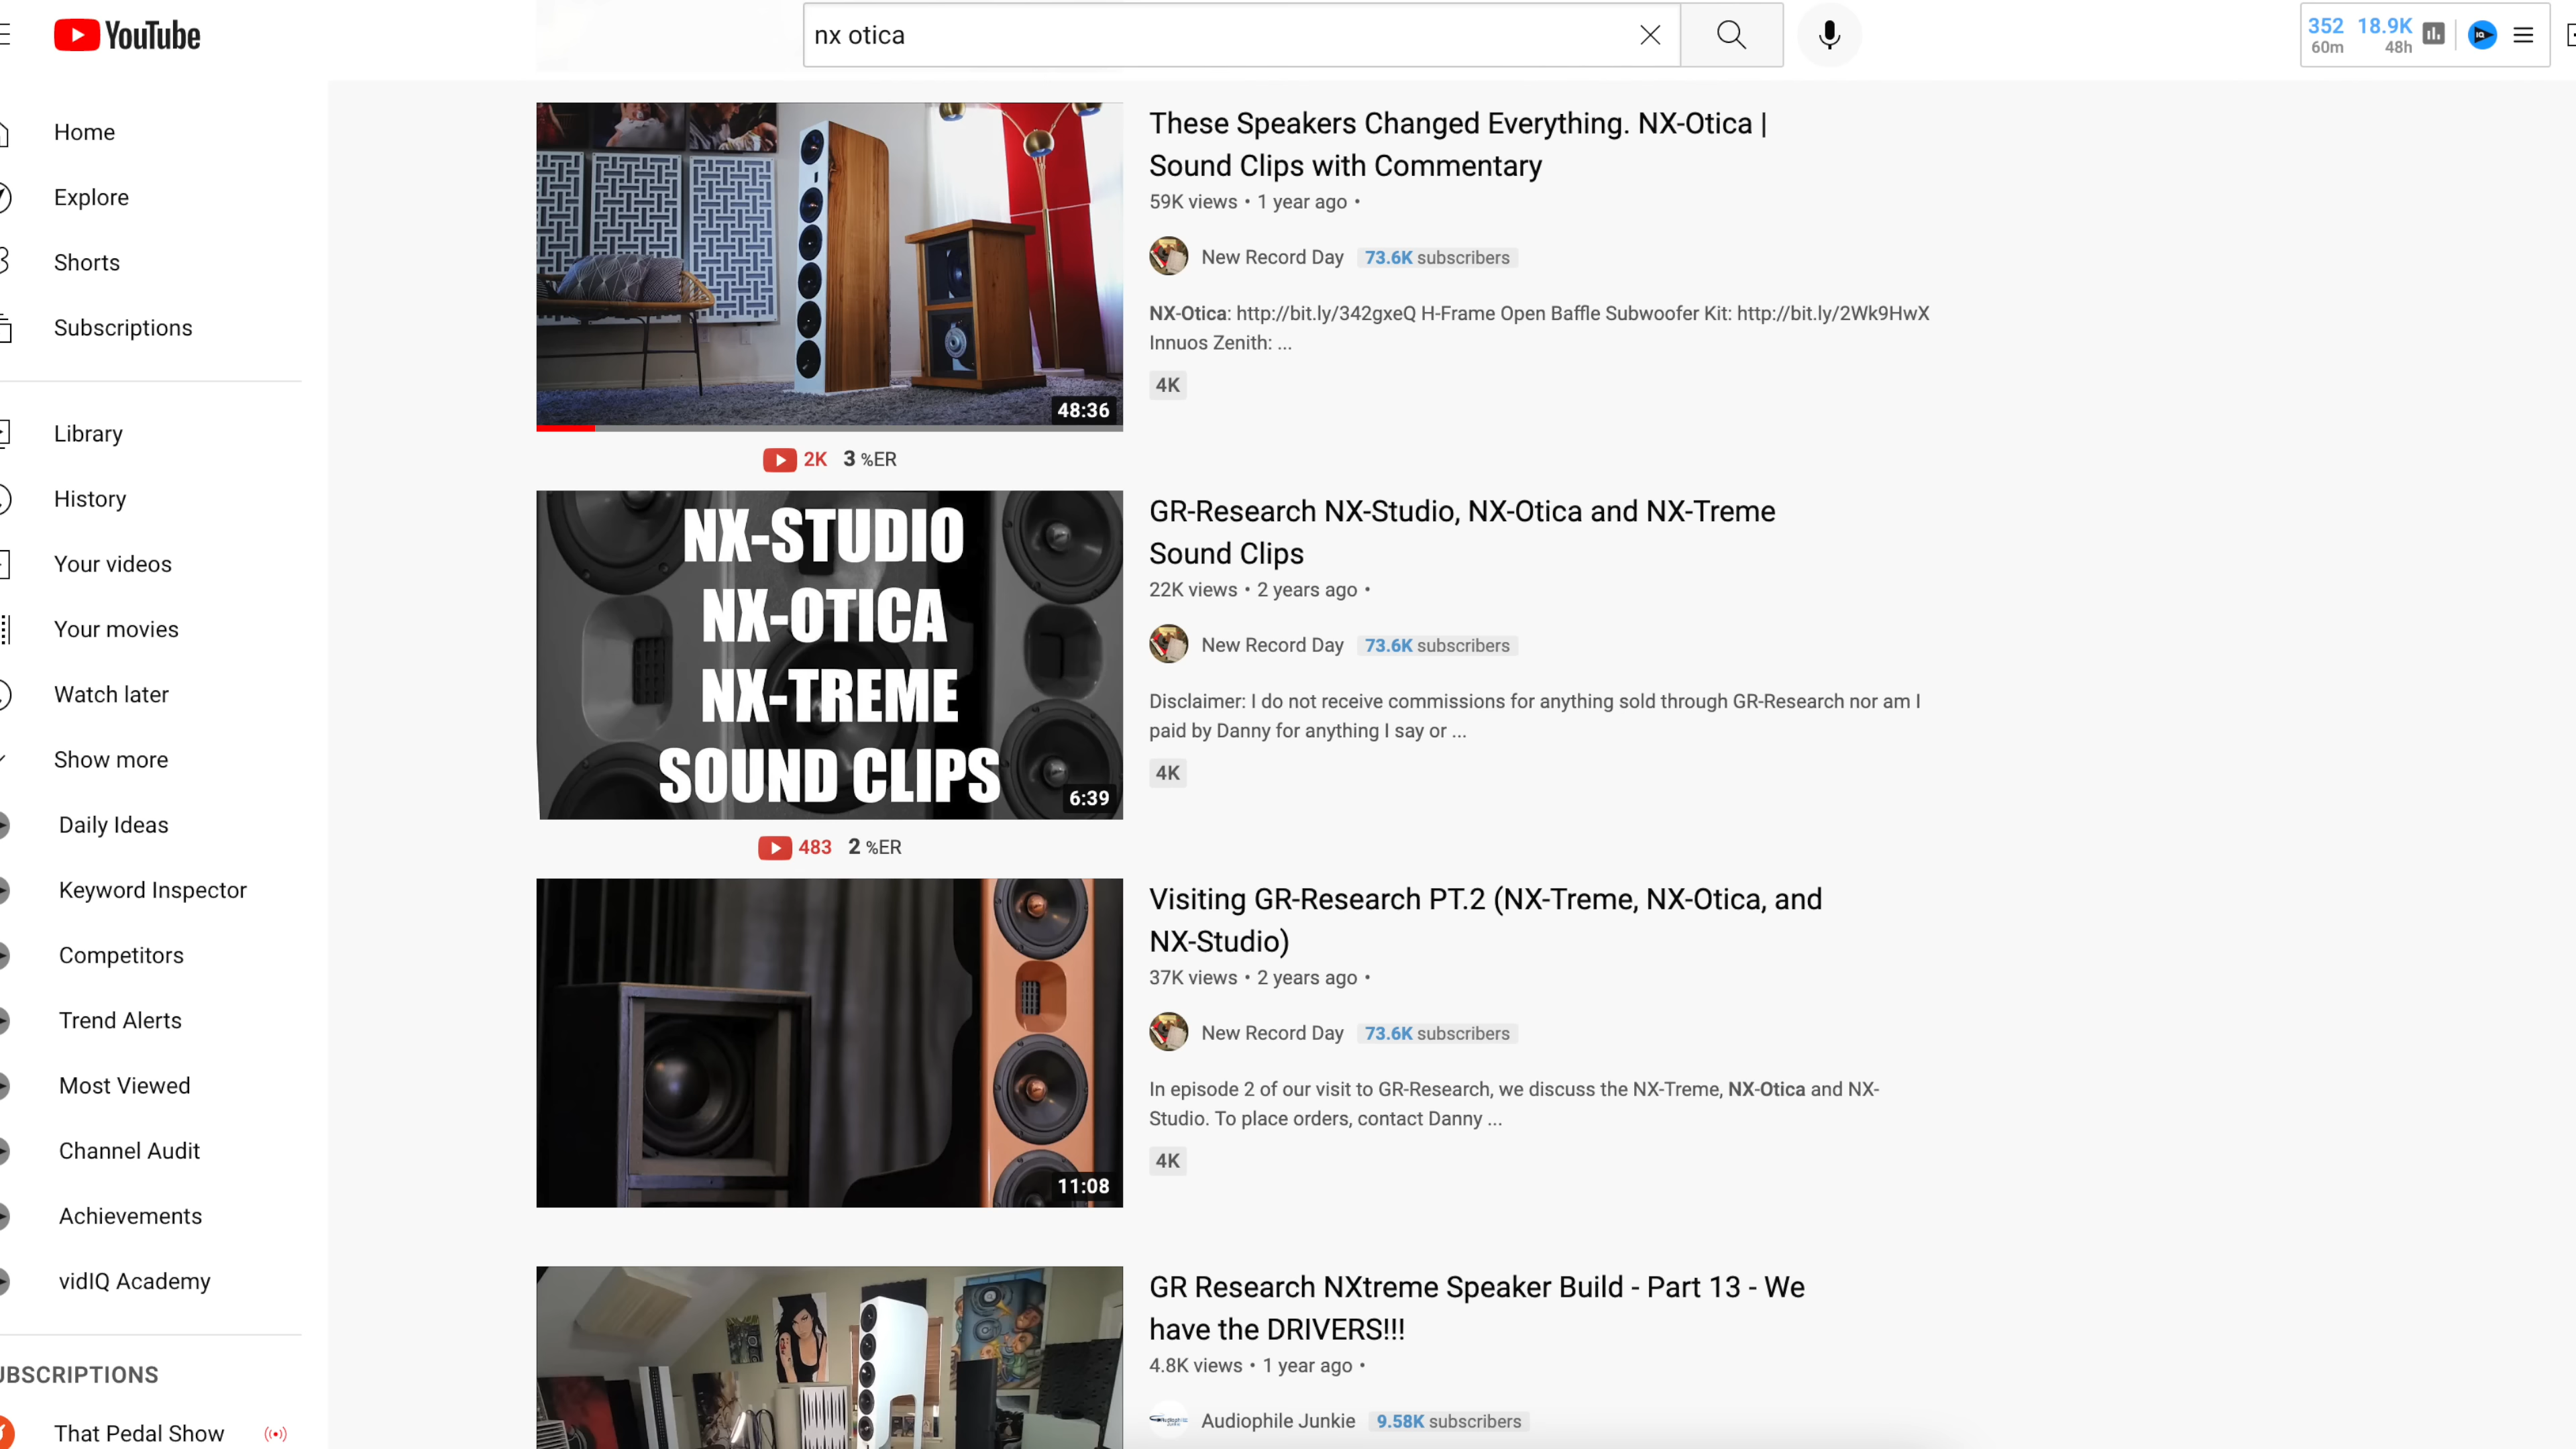 YouTube
nx otica
352 18.9K
60m 48h
Home
Explore
Shorts
Subscriptions
Library
History
Your videos
Your movies
Watch later
Show more
Daily Ideas
Keyword Inspector
Competitors
Trend Alerts
Most Viewed
Channel Audit
Achievements
vidIQ Academy
UBSCRIPTIONS
That Pedal Show
48:36
2K 3 %ER
These Speakers Changed Everything. NX-Otica |
Sound Clips with Commentary
59K views • 1 year ago •
New Record Day 73.6K subscribers
NX-Otica: http://bit.ly/342gxeQ H-Frame Open Baffle Subwoofer Kit: http://bit.ly/2Wk9HwX
Innuos Zenith: ...
4K
NX-STUDIO
NX-OTICA
NX-TREME
SOUND CLIPS
6:39
483 2 %ER
GR-Research NX-Studio, NX-Otica and NX-Treme
Sound Clips
22K views • 2 years ago •
New Record Day 73.6K subscribers
Disclaimer: I do not receive commissions for anything sold through GR-Research nor am I
paid by Danny for anything I say or ...
4K
11:08
Visiting GR-Research PT.2 (NX-Treme, NX-Otica, and
NX-Studio)
37K views • 2 years ago •
New Record Day 73.6K subscribers
In episode 2 of our visit to GR-Research, we discuss the NX-Treme, NX-Otica and NX-
Studio. To place orders, contact Danny ...
4K
GR Research NXtreme Speaker Build - Part 13 - We
have the DRIVERS!!!
4.8K views • 1 year ago •
Audiophile Junkie 9.58K subscribers